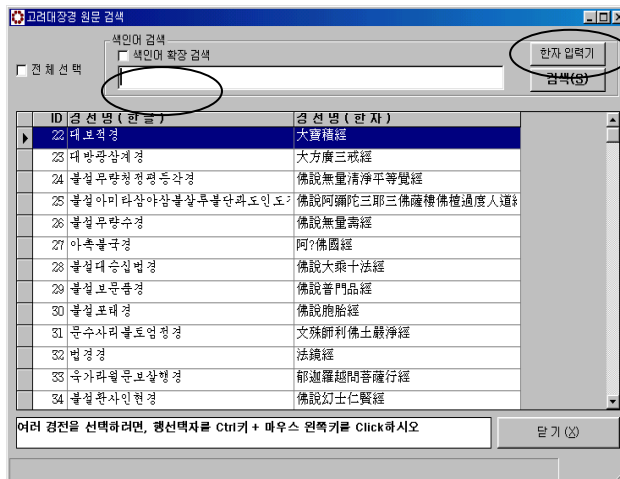 고려대장경 원문 검색
색인어 검색
색인어 확장 검색
한자 입력기
전체 선택
검색(S)
ID 경 전 명 ( 한 글 ) 경 전 명 ( 한 자 )
22 대보적경 大寶積經
23 대방광삼계경 大方廣三戒經
24 불설무량청정평등각경 佛說無量淸淨平等覺經
25 불설아미타삼야삼불살루불단과도인도 佛說阿彌陀三耶三佛薩樓佛檀過度人道
26 불설무량수경 佛說無量壽經
27 아촉불국경 阿?佛國經
28 불설대승십법경 佛說大乘十法經
29 불설보문품경 佛說普門品經
30 불설포태경 佛說胞胎經
31 문수사리불토엄정경 文殊師利佛土嚴淨經
32 법경경 法鏡經
33 욱가라월문보살행경 郁迦羅越問菩薩行經
34 불설환사인현경 佛說幻士仁賢經
여러 경전을 선택하려면, 행선택자를 Ctrl키 + 마우스 왼쪽키를 Click하시오
닫기(X)